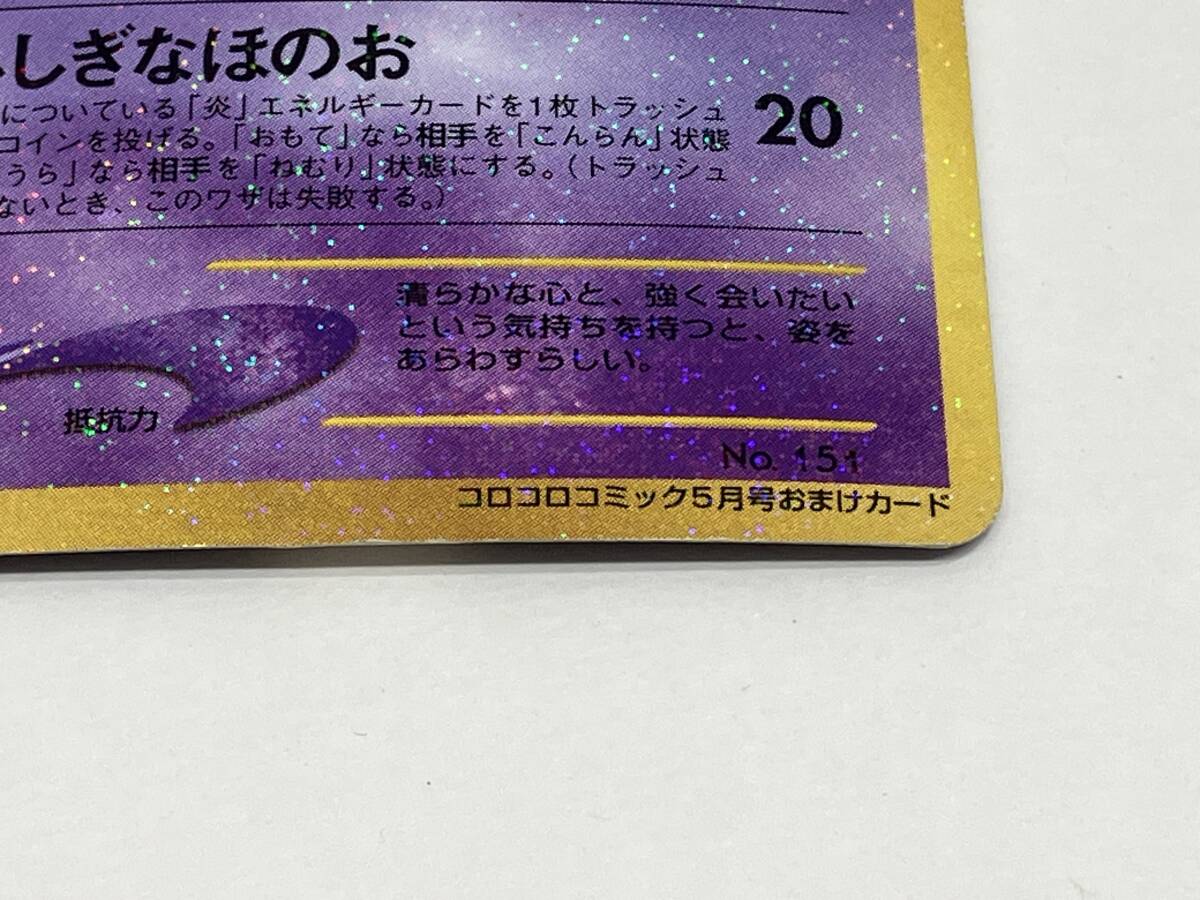 しぎなほのお
についている「炎」エネルギーカードを1枚トラッシュ
コインを投げる。「おもて」なら相手を「こんらん」状態
うら」なら相手を「ねむり」状態にする。(トラッシュ
ないとき、このワザは失敗する。)
20
清らかな心と、強く会いたい
という気持ちを持つと、姿を
あらわすらしい。
抵抗力
No. 151
コロコロコミック5月号おまけカード